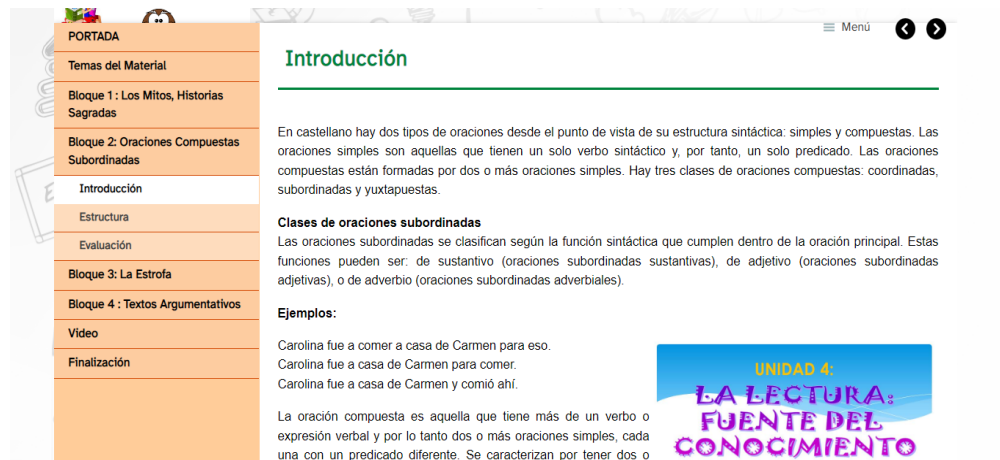 PORTADA
Temas del Material
Bloque 1 : Los Mitos, Historias
Sagradas
Bloque 2: Oraciones Compuestas
Subordinadas
Introducción
Estructura
Evaluación
Bloque 3: La Estrofa
Bloque 4 : Textos Argumentativos
Video
Finalización
Menú
Introducción
En castellano hay dos tipos de oraciones desde el punto de vista de su estructura sintáctica: simples y compuestas. Las
oraciones simples son aquellas que tienen un solo verbo sintáctico y, por tanto, un solo predicado. Las oraciones
compuestas están formadas por dos o más oraciones simples. Hay tres clases de oraciones compuestas: coordinadas,
subordinadas y yuxtapuestas.
Clases de oraciones subordinadas
Las oraciones subordinadas se clasifican según la función sintáctica que cumplen dentro de la oración principal. Estas
funciones pueden ser: de sustantivo (oraciones subordinadas sustantivas), de adjetivo (oraciones subordinadas
adjetivas), o de adverbio (oraciones subordinadas adverbiales).
Ejemplos:
Carolina fue a comer a casa de Carmen para eso.
Carolina fue a casa de Carmen para comer.
Carolina fue a casa de Carmen y comió ahí.
La oración compuesta es aquella que tiene más de un verbo o
expresión verbal y por lo tanto dos o más oraciones simples, cada
una con un predicado diferente. Se caracterizan por tener dos o
UNIDAD 4:
LA LECTURA:
FUENTE DEL
CONOCIMIENTO